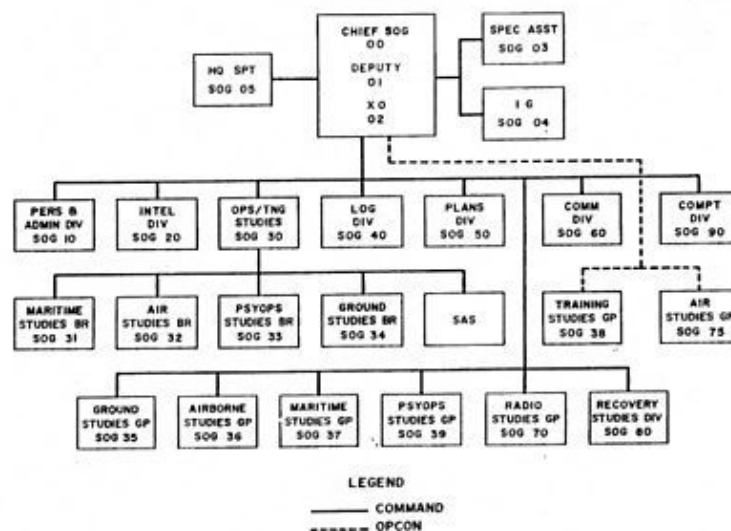 CHIEF SOG
00
DEPUTY
01
XO
02
HQ SPT
SOG 05
SPEC ASST
SOG 03
I G
SOG 04
PERS &
ADMIN DIV
SOG 10
INTEL
DIV
SOG 20
OPS/TNG
STUDIES
SOG 30
LOG
DIV
SOG 40
PLANS
DIV
SOG 50
COMM
DIV
SOG 60
COMPT
DIV
SOG 90
MARITIME
STUDIES BR
SOG 31
AIR
STUDIES BR
SOG 32
PSYOPS
STUDIES BR
SOG 33
GROUND
STUDIES BR
SOG 34
SAS
TRAINING
STUDIES GP
SOG 38
AIR
STUDIES GP
SOG 75
GROUND
STUDIES GP
SOG 35
AIRBORNE
STUDIES GP
SOG 36
MARITIME
STUDIES GP
SOG 37
PSYOPS
STUDIES GP
SOG 39
RADIO
STUDIES GP
SOG 70
RECOVERY
STUDIES DIV
SOG 80
LEGEND
COMMAND
OPCON